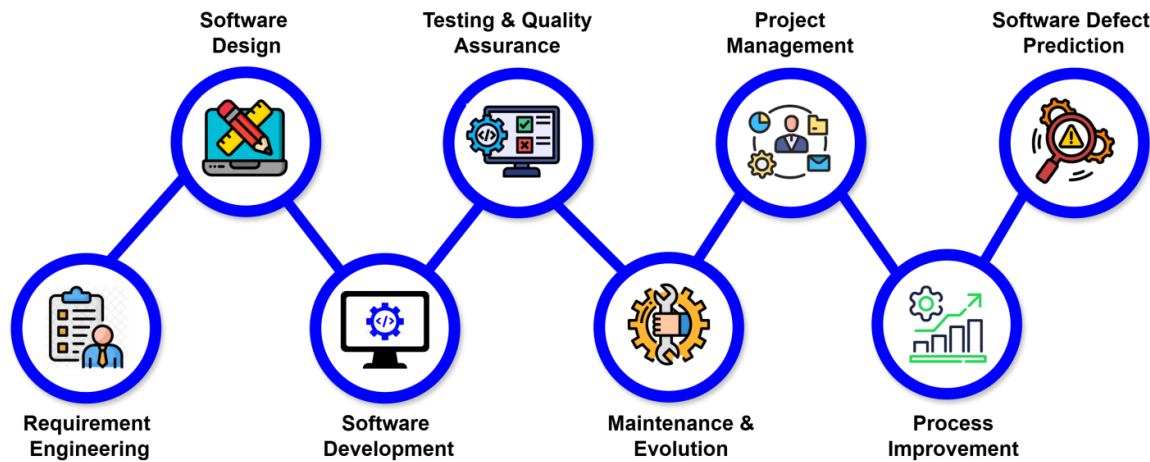 Software
Design
Testing & Quality
Assurance
Project
Management
Software Defect
Prediction
Requirement
Engineering
Software
Development
Maintenance &
Evolution
Process
Improvement